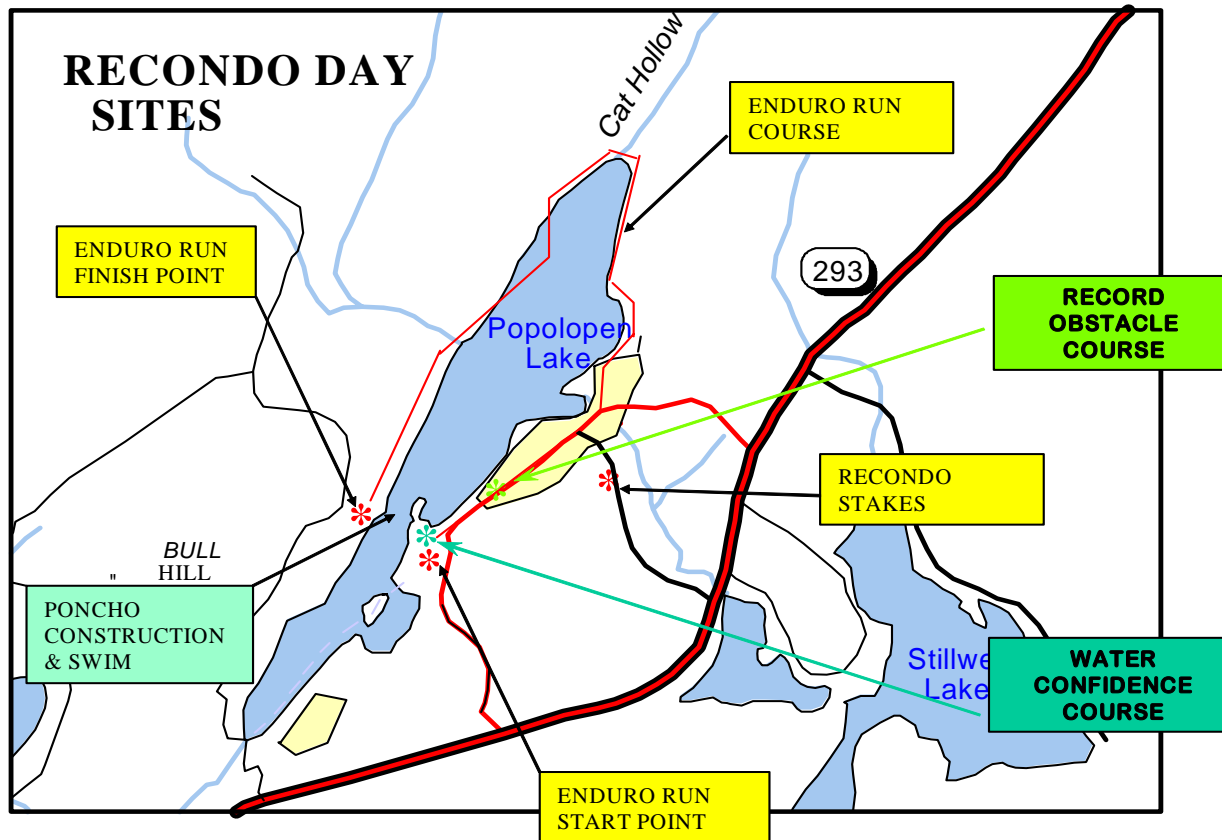 RECONDO DAY
SITES
Cat Hollow
ENDURO RUN
COURSE
ENDURO RUN
FINISH POINT
293
RECORD
OBSTACLE
COURSE
Popolopen
Lake
RECONDO
STAKES
BULL
" HILL
PONCHO
CONSTRUCTION
& SWIM
Stillwe
Lake
WATER
CONFIDENCE
COURSE
ENDURO RUN
START POINT